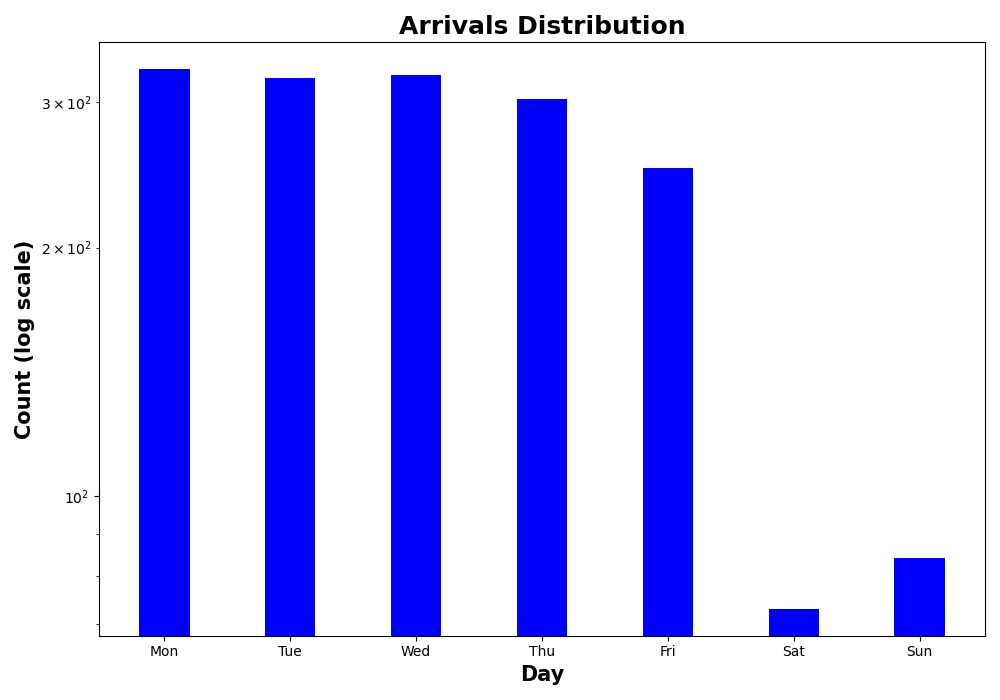 Arrivals Distribution
Count (log scale)
3 × 10²
2 × 10²
10²
Mon Tue Wed Thu Fri Sat Sun
Day